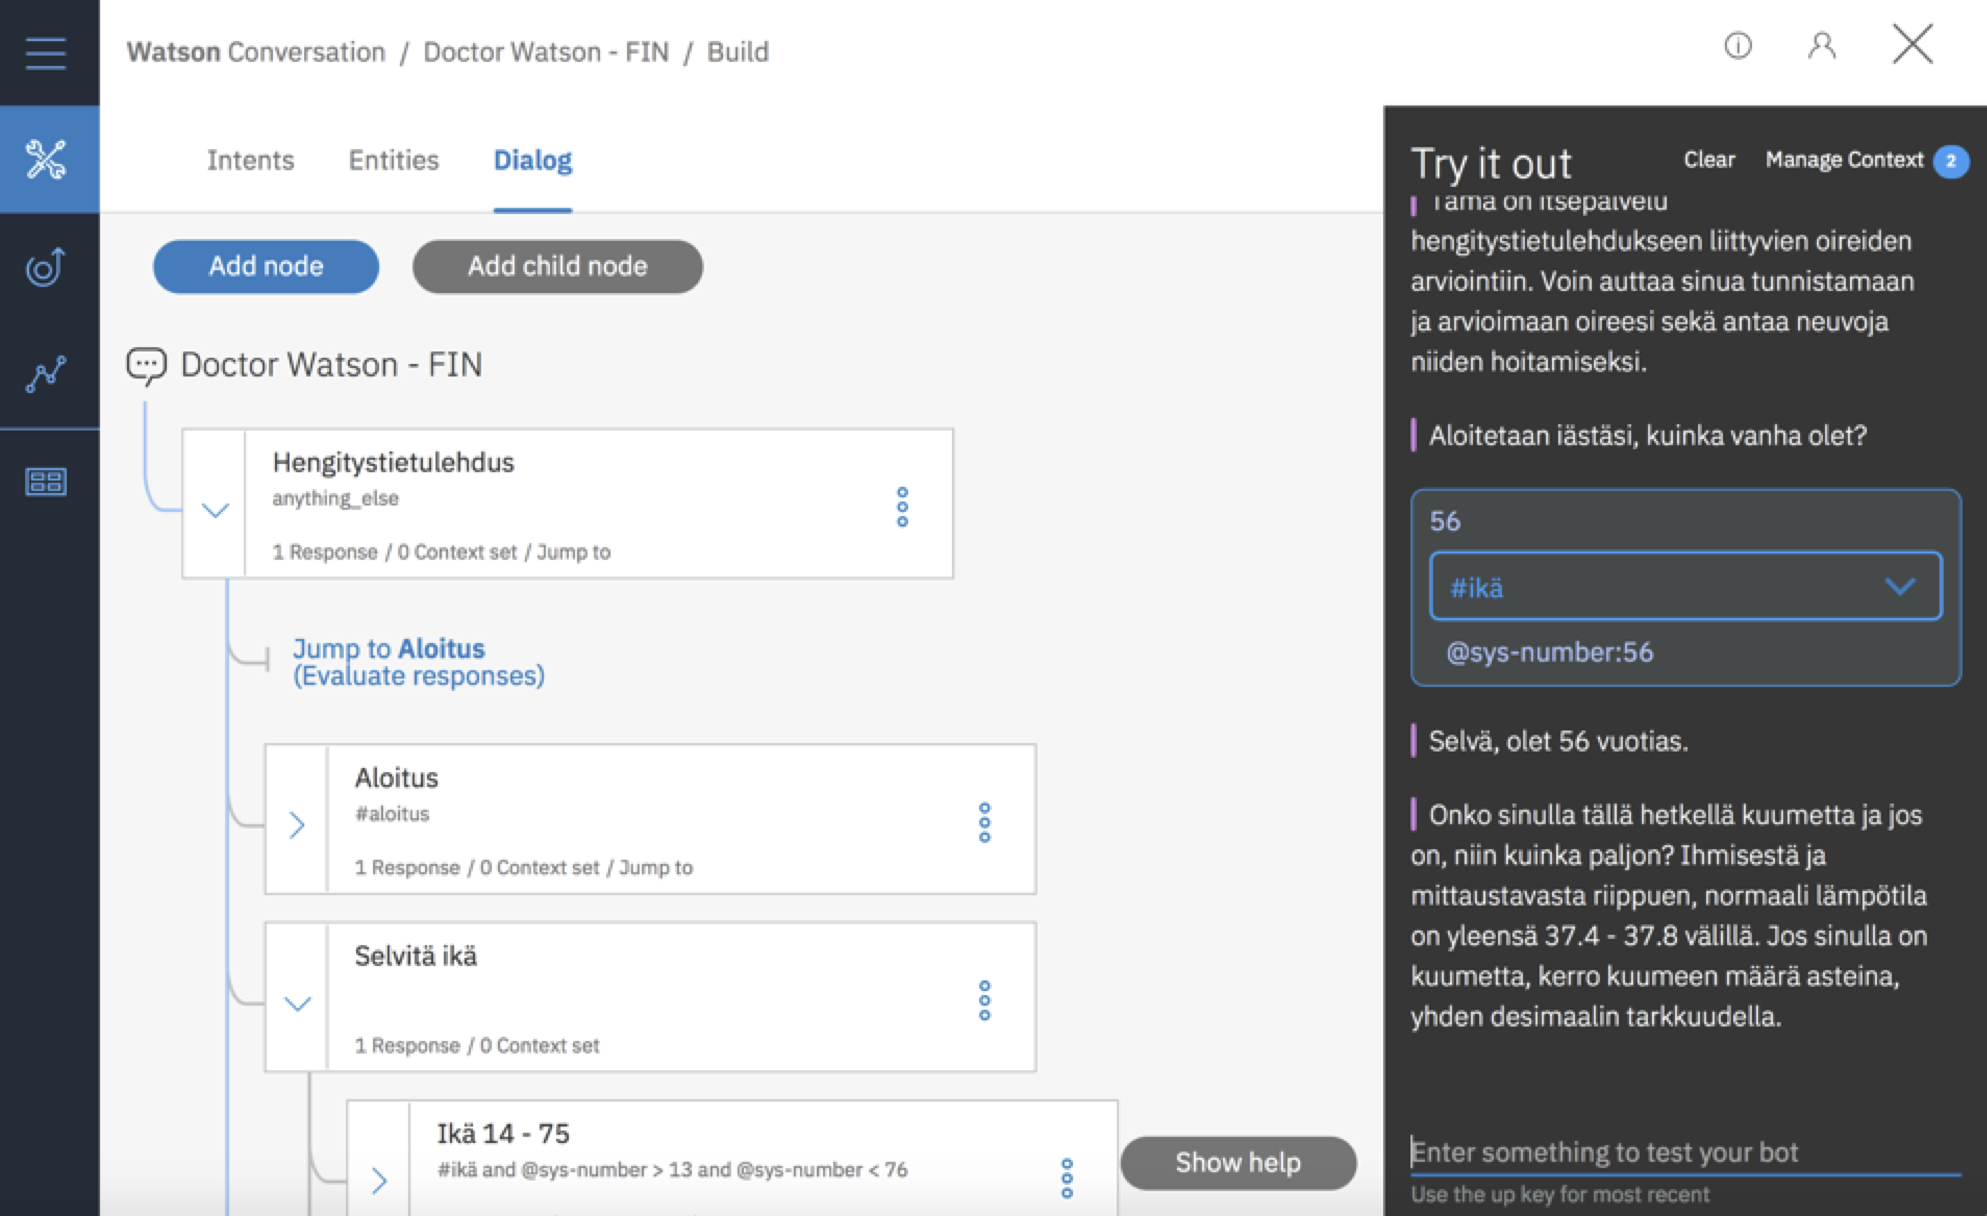 Watson Conversation / Doctor Watson - FIN / Build
Intents
Entities
Dialog
Add node
Add child node
Doctor Watson - FIN
Hengitystietulehdus
anything_else
1 Response / 0 Context set / Jump to
Jump to Aloitus
(Evaluate responses)
Aloitus
#aloitus
1 Response / 0 Context set / Jump to
Selvitä ikä
1 Response / 0 Context set
Ikä 14 - 75
#ikä and @sys-number > 13 and @sys-number < 76
Show help
Try it out
Clear
Manage Context 2
Tämä on itsepalvelu
hengitystietulehdukseen liittyvien oireiden
arviointiin. Voin auttaa sinua tunnistamaan
ja arvioimaan oireesi sekä antaa neuvoja
niiden hoitamiseksi.
Aloitetaan iästäsi, kuinka vanha olet?
56
#ikä
@sys-number:56
Selvä, olet 56 vuotias.
Onko sinulla tällä hetkellä kuumetta ja jos
on, niin kuinka paljon? Ihmisestä ja
mittaustavasta riippuen, normaali lämpötila
on yleensä 37.4 - 37.8 välillä. Jos sinulla on
kuumetta, kerro kuumeen määrä asteina,
yhden desimaalin tarkkuudella.
Enter something to test your bot
Use the up key for most recent